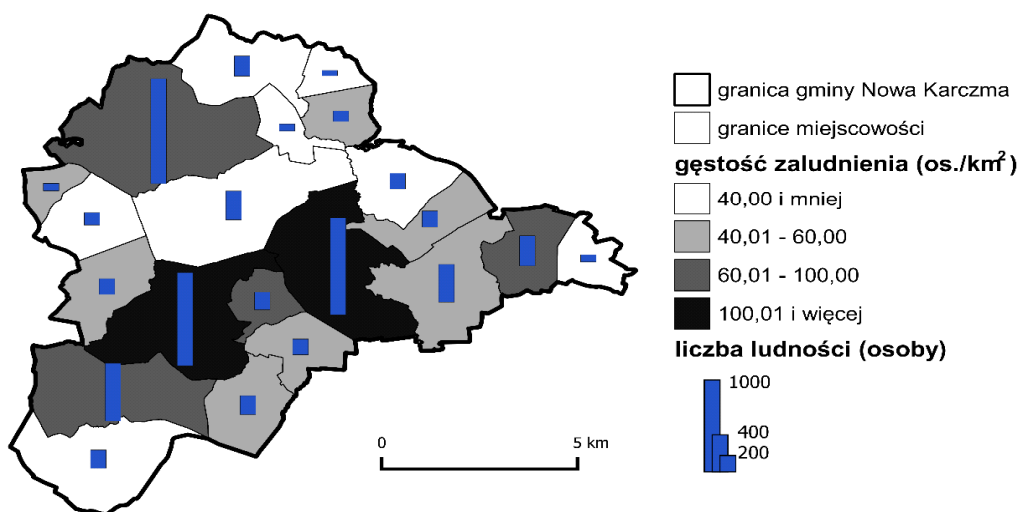 granica gminy Nowa Karczma
granice miejscowości
gęstość zaludnienia (os./km²)
40,00 i mniej
40,01 - 60,00
60,01 - 100,00
100,01 i więcej
liczba ludności (osoby)
1000
400
200
0 5 km